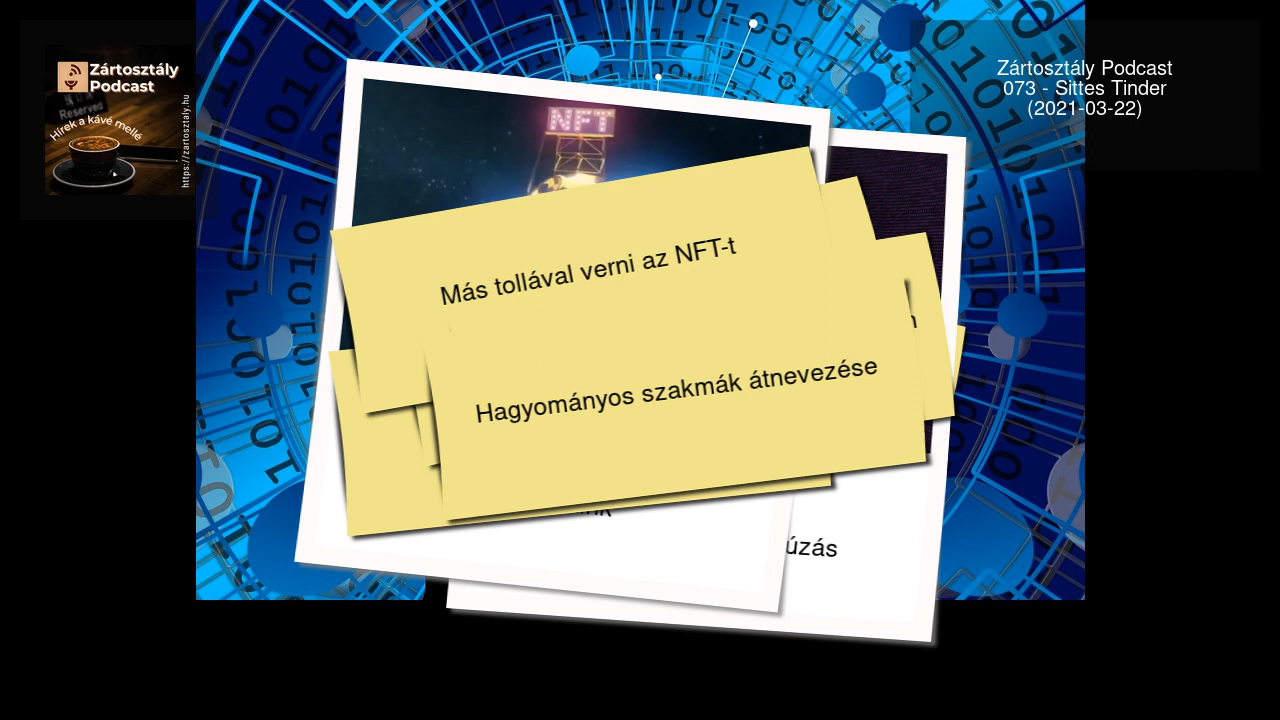 Zártosztály
Podcast
Reserved
Hírek a kávé mellé
https://zartosztaly.hu
Zártosztály Podcast
073 - Sittes Tinder
(2021-03-22)
NFT
Más tollával verni az NFT-t
Hagyományos szakmák átnevezése